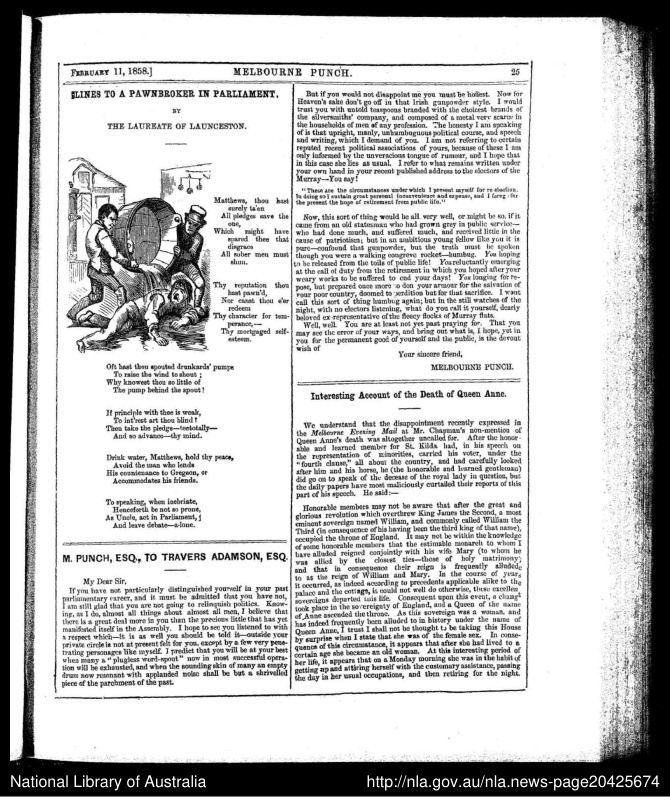 FEBRUARY 11, 1858.]
MELBOURNE PUNCH.
25
LINES TO A PAWNBROKER IN PARLIAMENT.
BY
THE LAUREATE OF LAUNCESTON.
Matthews, thou hast
surely ta'en
All pledges save the
one,
Which might have
spared thee that
disgrace
All sober men must
shun.
Thy reputation thou
hast pawn'd,
Nor canst thou e'er
redeem
Thy character for tem-
perance,—
Thy mortgaged self-
esteem.
Oft hast thou spouted drunkards' pumps
To raise the wind to shout ;
Why knowest thou so little of
The pump behind the spout !
If principle with thee is weak,
To int'rest art thou blind ?
Then take the pledge—teetotally—
And so advance—thy mind.
Drink water, Matthews, hold thy peace,
Avoid the man who lends
His countenance to Gregson, or
Accommodates his friends.
To speaking, when inebriate,
Henceforth be not so prone,
As Uncle, act in Parliament,
And leave debate—a-lone.
M. PUNCH, ESQ., TO TRAVERS ADAMSON, ESQ.
My Dear Sir,
If you have not particularly distinguished yourself in your past
parliamentary career, and it must be admitted that you have not,
I am still glad that you are not going to relinquish politics. Know-
ing, as I do, almost all things about almost all men, I believe that
there is a great deal more in you than the precious little that has yet
manifested itself in the Assembly. I hope to see you listened to with
a respect which—it is as well you should be told it—outside your
private circle is not at present felt for you, except by a few very pene-
trating personages like myself. I predict that you will be at your best
when many a "plugless word-spout" now in most successful opera-
tion will be exhausted, and when the sounding skin of many an empty
drum now resonant with applanded noise shall be but a shrivelled
piece of the parchment of the past.
But if you would not disappoint me you must be honest. Now for
Heaven's sake don't go off in that Irish gunpowder style. I would
trust you with untold teaspoons branded with the choicest brands of
the silversmiths' company, and composed of a metal very scarce in
the households of men of any profession. The honesty I am speaking
of is that upright, manly, unhumbugous political course, and speech
and writing, which I demand of you. I am not referring to certain
reputed recent political associations of yours, because of these I am
only informed by the unveracious tongue of rumour, and I hope that
in this case she lies as usual. I refer to what remains written under
your own hand in your recent published address to the electors of the
Murray—You say !
"These are the circumstances under which I present myself for re-election.
In doing so I sustain great personal inconvenience and expense, and I forego for
the present the hope of retirement from public life."
Now, this sort of thing would be all very well, or might be so, if it
came from an old statesman who had grown grey in public service—
who had done much, and suffered much, and received little in the
cause of patriotism; but in an ambitious young fellow like you it is
pure—confound that gunpowder, but the truth must be spoken
though you were a walking congreve rocket—humbug. You hoping
to be released from the toils of public life! You reluctantly emerging
at the call of duty from the retirement in which you hoped after your
weary works to be suffered to end your days! You longing for re-
pose, but prepared once more to don your armour for the salvation of
your poor country, doomed to perdition but for that sacrifice. I wont
call this sort of thing humbug again; but in the still watches of the
night, with no electors listening, what do you call it yourself, dearly
beloved ex-representative of the fleecy flocks of Murray flats.
Well, well. You are at least not yet past praying for. That you
may see the error of your ways, and bring out what is, I hope, yet in
you for the permanent good of yourself and the public, is the devout
wish of
Your sincere friend,
MELBOURNE PUNCH.
Interesting Account of the Death of Queen Anne.
We understand that the disappointment recently expressed in
the Melbourne Evening Mail at Mr. Chapman's non-mention of
Queen Anne's death was altogether uncalled for. After the honor-
able and learned member for St. Kilda had, in his speech on
the representation of minorities, carried his voter, under the
"fourth clause," all about the country, and had carefully looked
after him and his horse, he (the honorable and learned gentleman)
did go on to speak of the decease of the royal lady in question, but
the daily papers have most maliciously curtailed their reports of this
part of his speech. He said:—
Honorable members may not be aware that after the great and
glorious revolution which overthrew King James the Second, a most
eminent sovereign named William, and commonly called William the
Third (in consequence of his having been the third king of that name),
occupied the throne of England. It may not be within the knowledge
of some honorable members that the estimable monarch to whom I
have alluded reigned conjointly with his wife Mary (to whom he
was allied by the closest ties—those of holy matrimony)
and that in consequence their reign is frequently alluded
to as the reign of William and Mary. In the course of years
it occurred, as indeed according to precedents applicable alike to the
palace and the cottage, it could not well do otherwise, these excellent
sovereigns departed this life. Consequent upon this event, a change
took place in the sovereignty of England, and a Queen of the name
of Anne ascended the throne. As this sovereign was a woman, and
has indeed frequently been alluded to in history under the name of
Queen Anne, I trust I shall not be thought to be taking this House
by surprise when I state that she was of the female sex. In conse-
quence of this circumstance, it appears that after she had lived to a
certain age she became an old woman. At this interesting period of
her life, it appears that on a Monday morning she was in the habit of
getting up and attiring herself with the customary assistance, passing
the day in her usual occupations, and then retiring for the night.
National Library of Australia
http://nla.gov.au/nla.news-page20425674